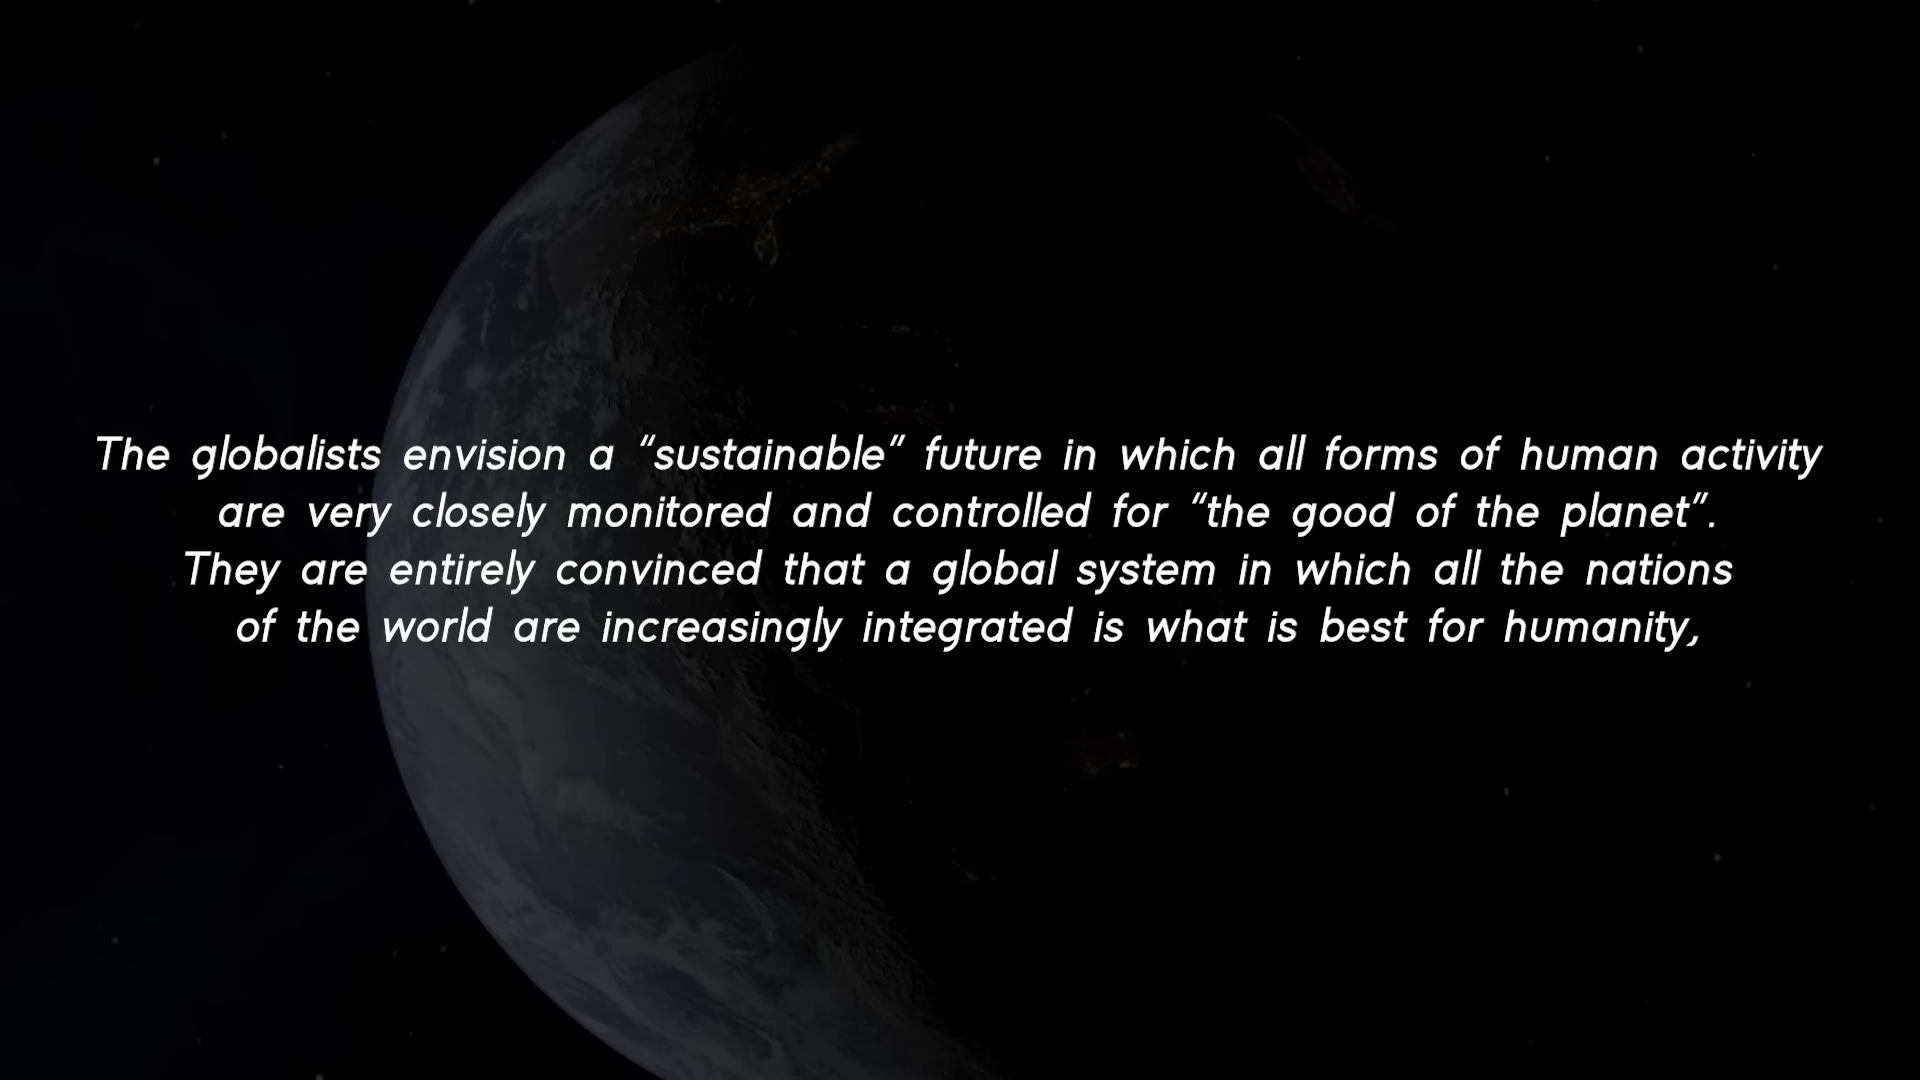 The globalists envision a “sustainable” future in which all forms of human activity
are very closely monitored and controlled for “the good of the planet”.
They are entirely convinced that a global system in which all the nations
of the world are increasingly integrated is what is best for humanity,